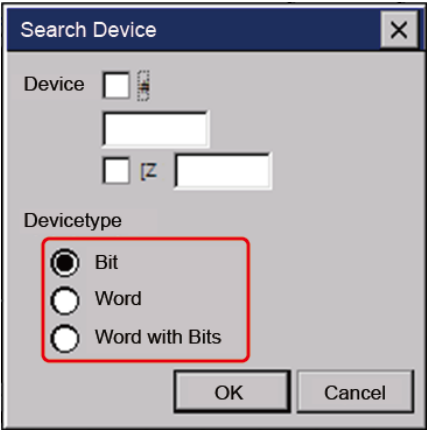 Search Device
Device
[Z
Devicetype
Bit
Word
Word with Bits
OK Cancel